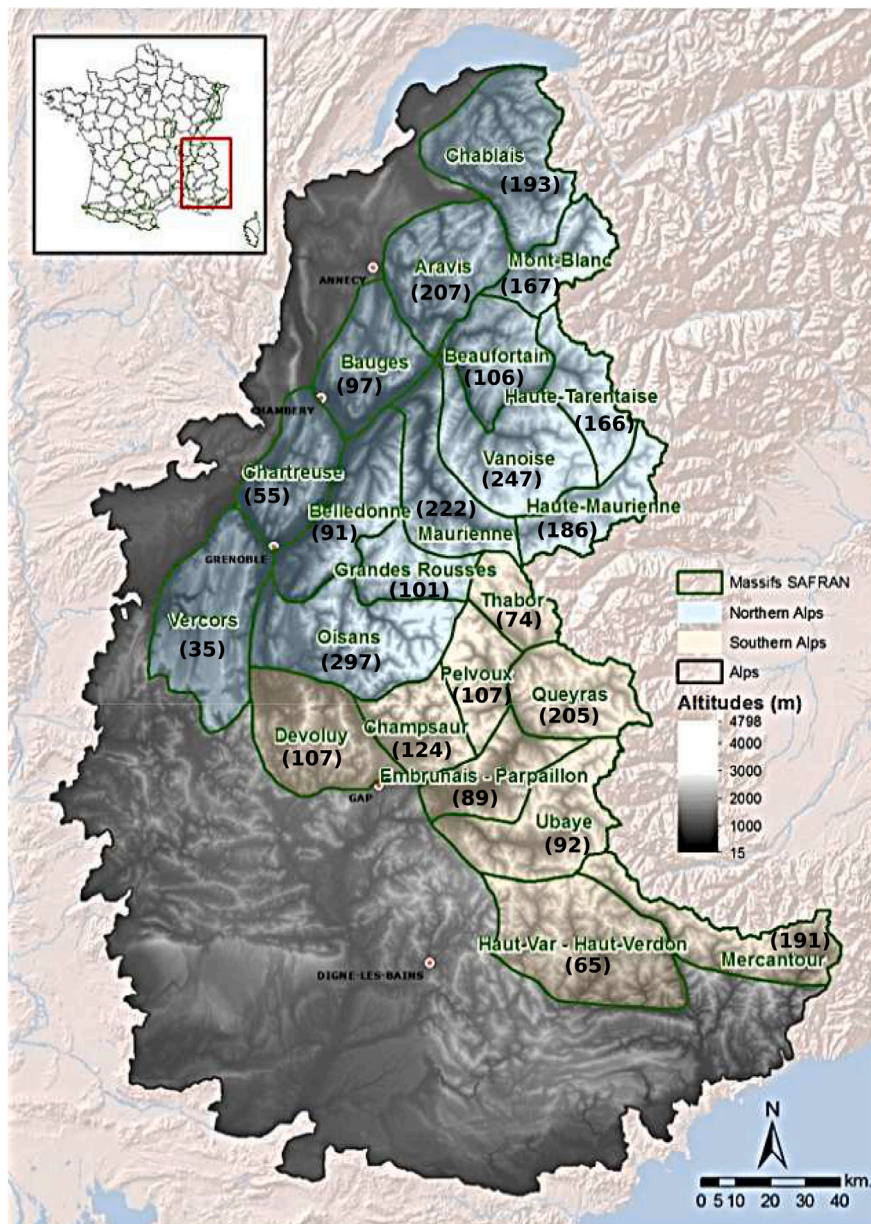 Chablais
(193)
Mont-Blanc
(167)
Aravis
(207)
ANNECY
Beaufortain
(106)
Bauges
(97)
Haute-Tarentaise
(166)
CHAMBERY
Vanoise
(247)
Chartreuse
(55)
Haute-Maurienne
(186)
Belledonne
(91)
(222)
Maurienne
GRENOBLE
Grandes Rousses
(101)
Thabor
(74)
Vercors
(35)
Oisans
(297)
Pelvoux
(107)
Queyras
(205)
Devoluy
(107)
Champsaur
(124)
Embrunais - Parpaillon
(89)
GAP
Ubaye
(92)
Haut-Var - Haut-Verdon
(65)
(191)
Mercantour
DIGNE-LES-BAINS
Massifs SAFRAN
Northern Alps
Southern Alps
Alps
Altitudes (m)
4798
4000
3000
2000
1000
15
N
km.
0 5 10 20 30 40